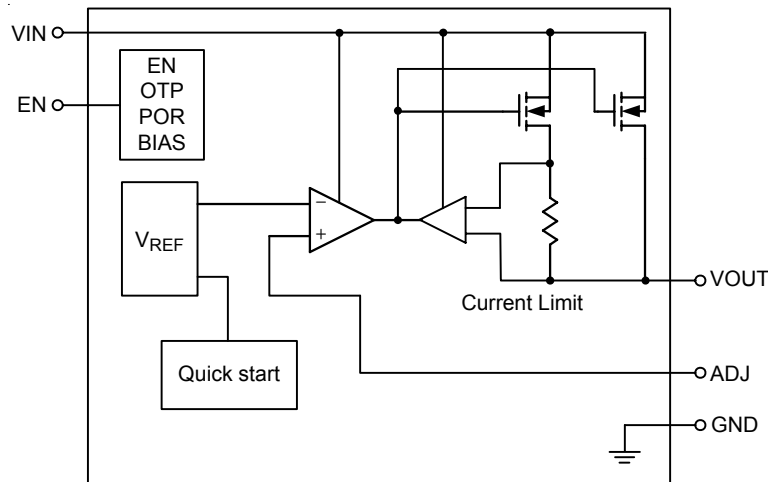 VIN
EN
EN
OTP
POR
BIAS
VREF
−
+
Quick start
Current Limit
VOUT
ADJ
GND